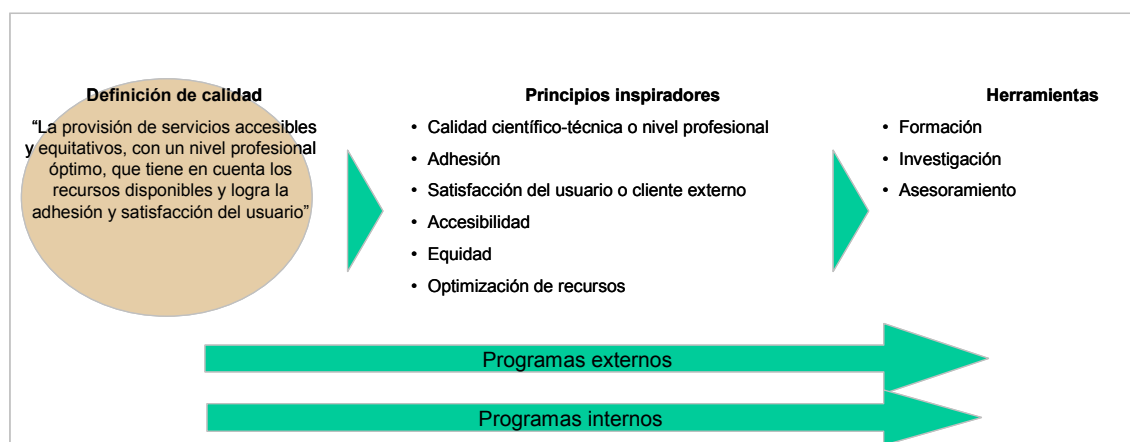 Definición de calidad
“La provisión de servicios accesibles
y equitativos, con un nivel profesional
óptimo, que tiene en cuenta los
recursos disponibles y logra la
adhesión y satisfacción del usuario”
Principios inspiradores
• Calidad científico-técnica o nivel profesional
• Adhesión
• Satisfacción del usuario o cliente externo
• Accesibilidad
• Equidad
• Optimización de recursos
Herramientas
• Formación
• Investigación
• Asesoramiento
Programas externos
Programas internos